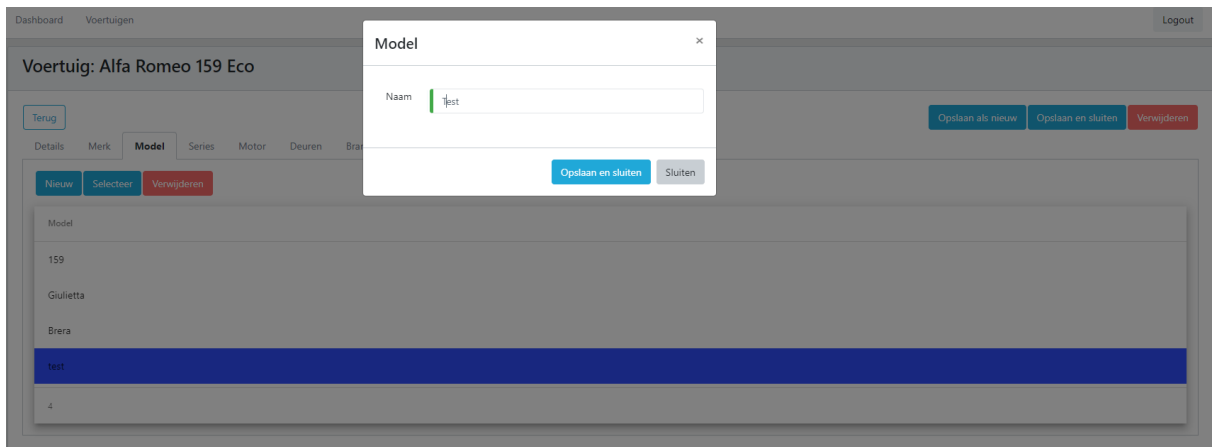 Dashboard Voertuigen Logout
Model ×
Voertuig: Alfa Romeo 159 Eco
Naam Test
Terug Opslaan als nieuw Opslaan en sluiten Verwijderen
Details Merk Model Series Motor Deuren
Opslaan en sluiten Sluiten
Nieuw Selecteer Verwijderen
Model
159
Giulietta
Brera
test
4